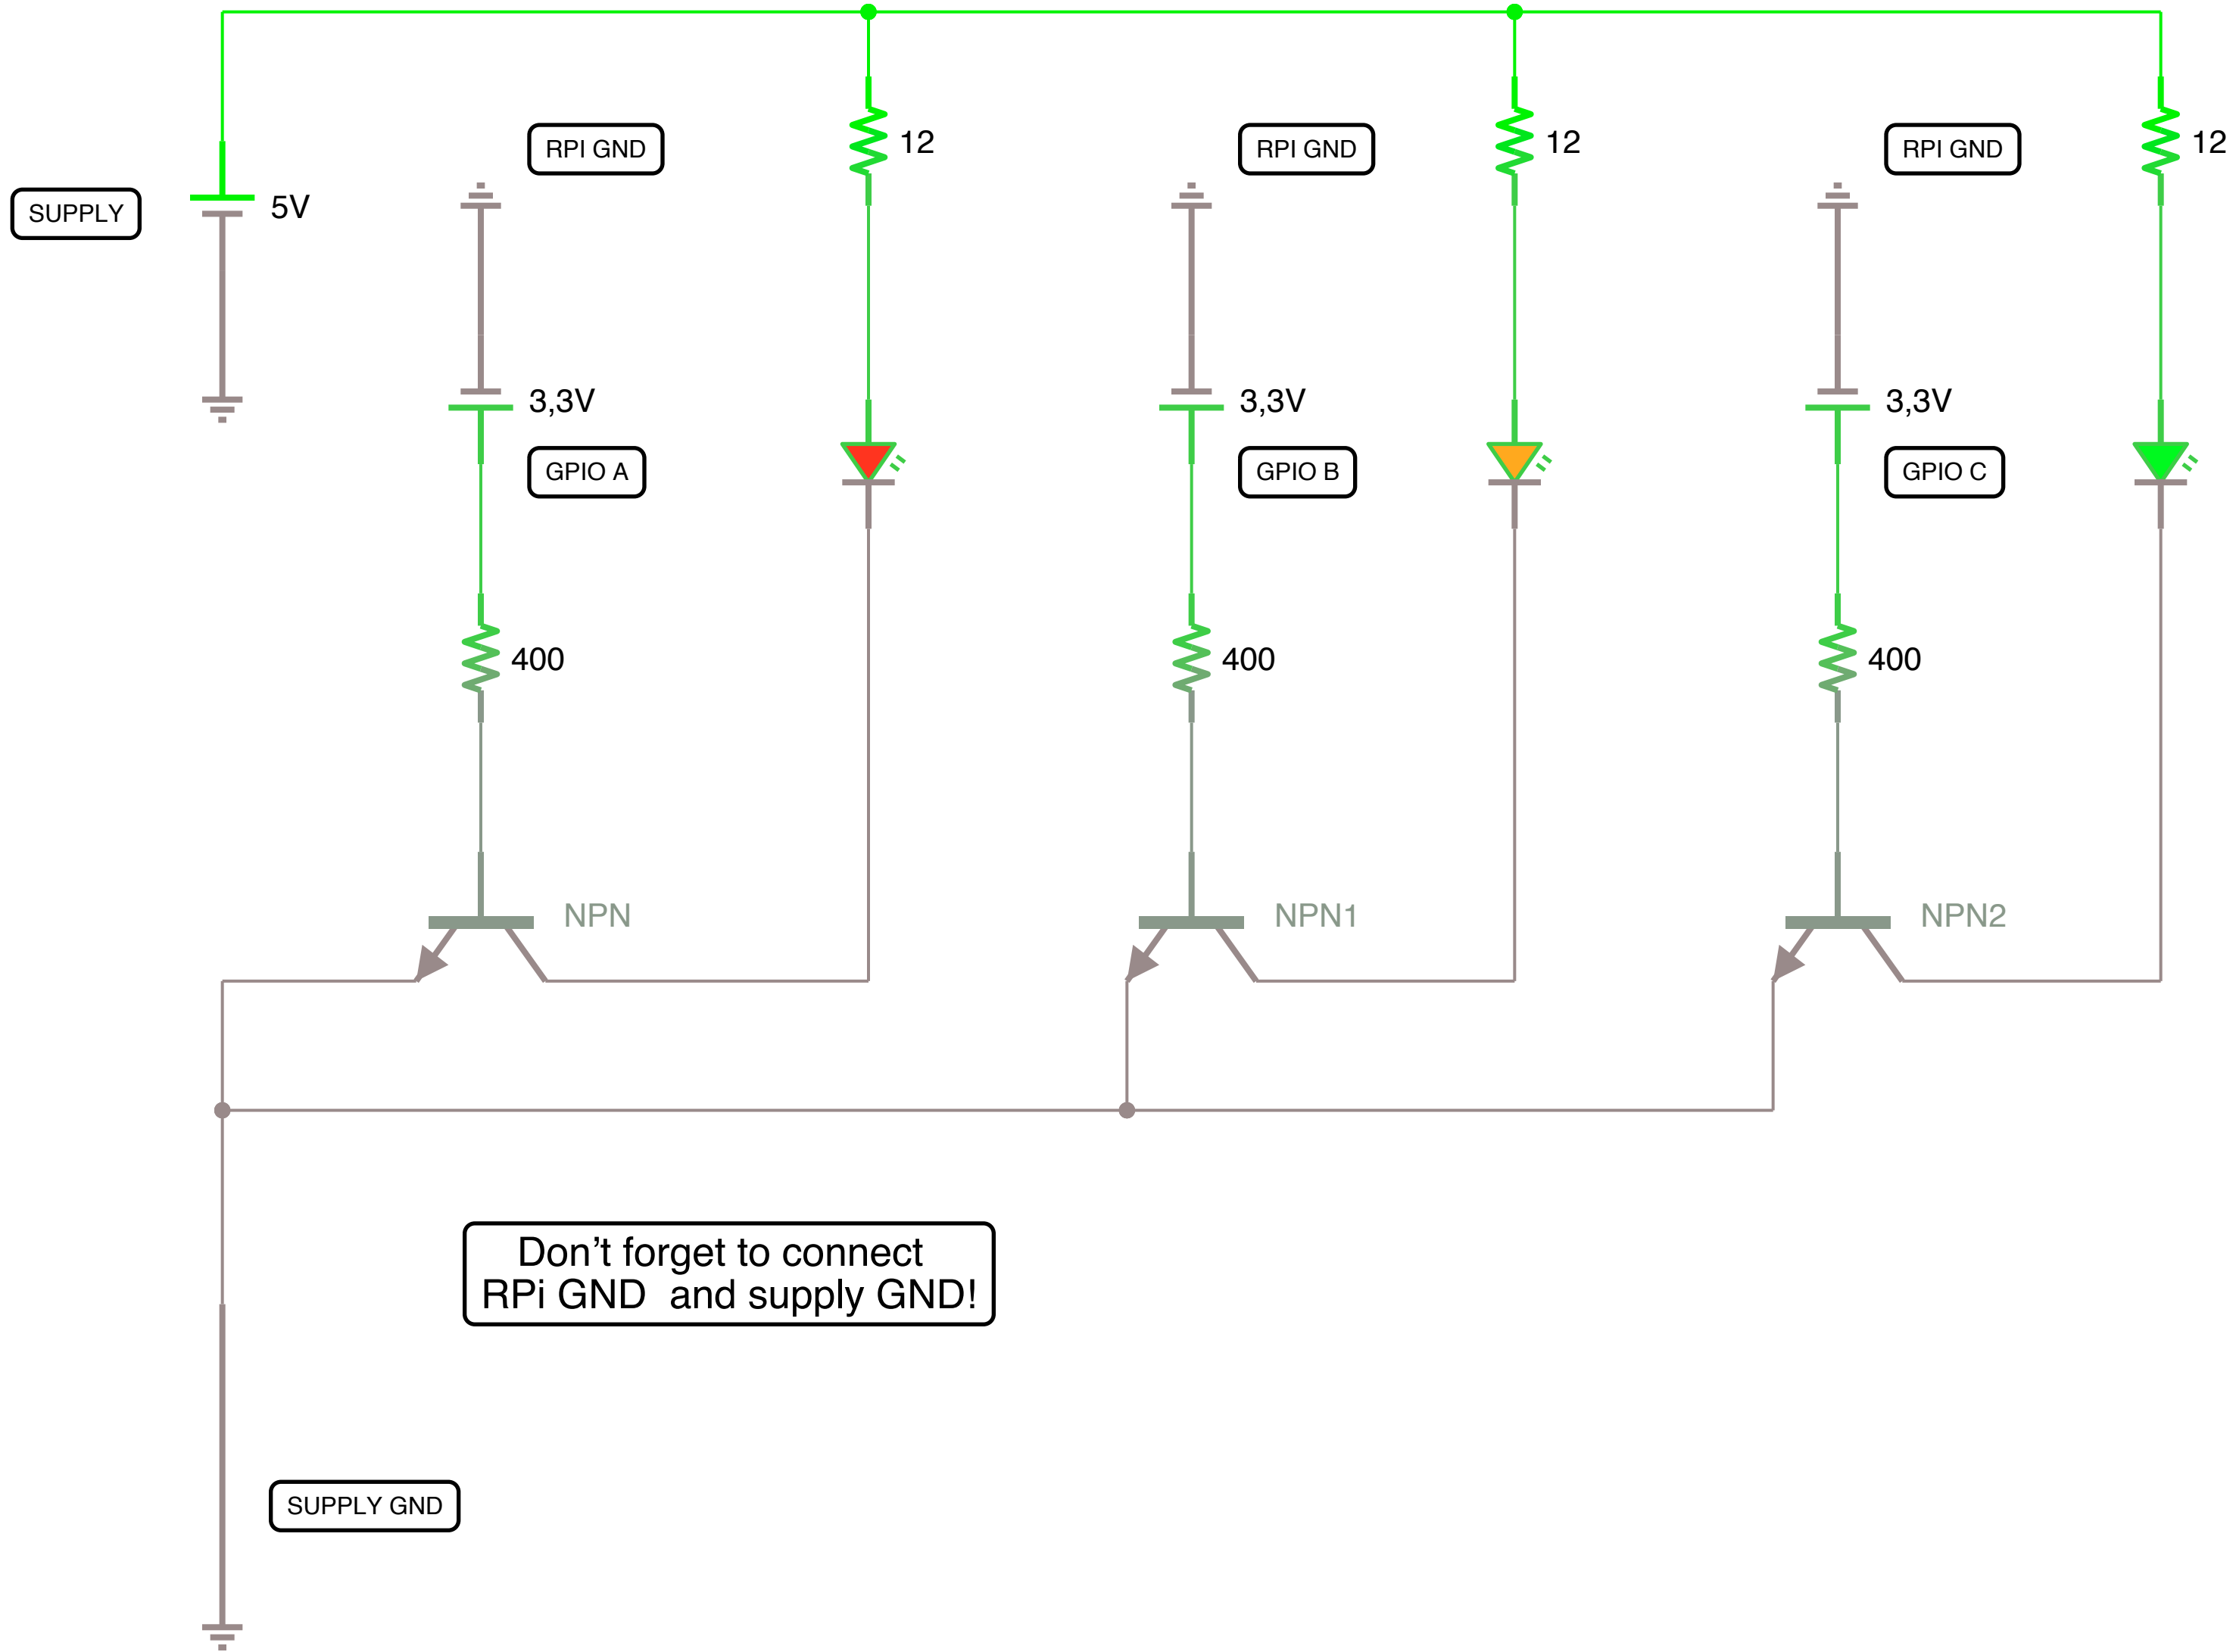 RPI GND
12
RPI GND
12
RPI GND
12
SUPPLY
5V
3,3V
3,3V
3,3V
GPIO A
GPIO B
GPIO C
400
400
400
NPN
NPN1
NPN2
Don't forget to connect
RPi GND and supply GND!
SUPPLY GND